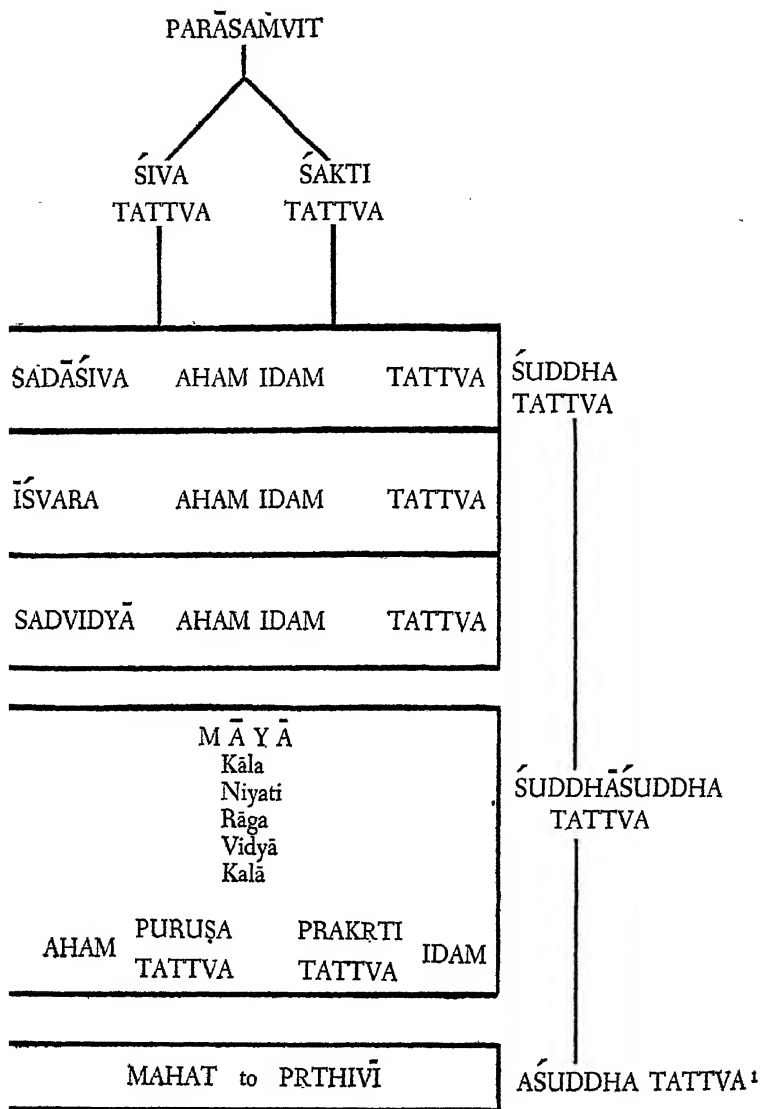 PARĀSAṀVIT
ŚIVA ŚAKTI
TATTVA TATTVA
SADĀŚIVA AHAM IDAM TATTVA ŚUDDHA
TATTVA
ĪŚVARA AHAM IDAM TATTVA
SADVIDYĀ AHAM IDAM TATTVA
MĀYĀ
Kāla
Niyati ŚUDDHĀŚUDDHA
Rāga TATTVA
Vidyā
Kalā
AHAM PURUṢA TATTVA PRAKṚTI TATTVA IDAM
MAHAT to PṚTHIVĪ AŚUDDHA TATTVA¹